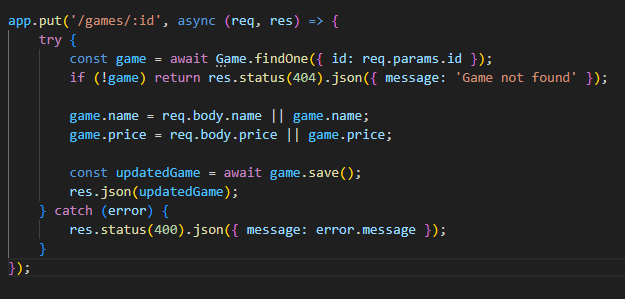 app.put('/games/:id', async (req, res) => {
    try {
        const game = await Game.findOne({ id: req.params.id });
        if (!game) return res.status(404).json({ message: 'Game not found' });

        game.name = req.body.name || game.name;
        game.price = req.body.price || game.price;

        const updatedGame = await game.save();
        res.json(updatedGame);
    } catch (error) {
        res.status(400).json({ message: error.message });
    }
});